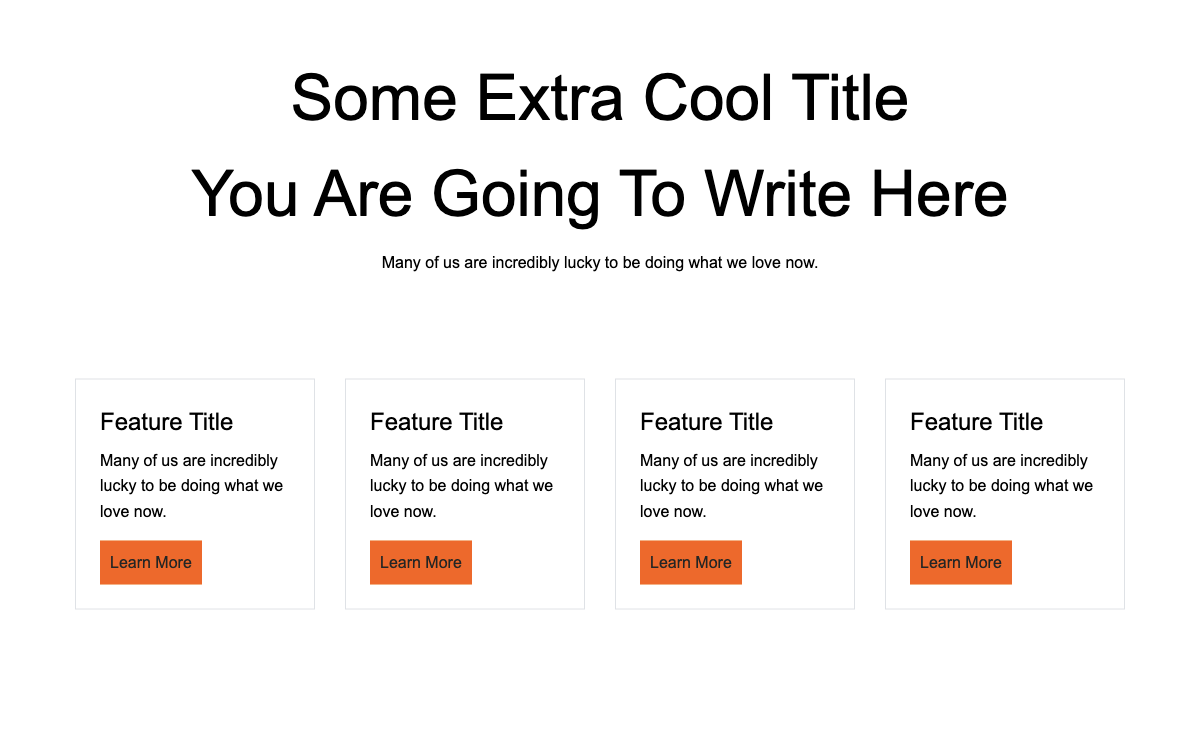 Some Extra Cool Title
You Are Going To Write Here
Many of us are incredibly lucky to be doing what we love now.
Feature Title
Many of us are incredibly
lucky to be doing what we
love now.
Learn More
Feature Title
Many of us are incredibly
lucky to be doing what we
love now.
Learn More
Feature Title
Many of us are incredibly
lucky to be doing what we
love now.
Learn More
Feature Title
Many of us are incredibly
lucky to be doing what we
love now.
Learn More